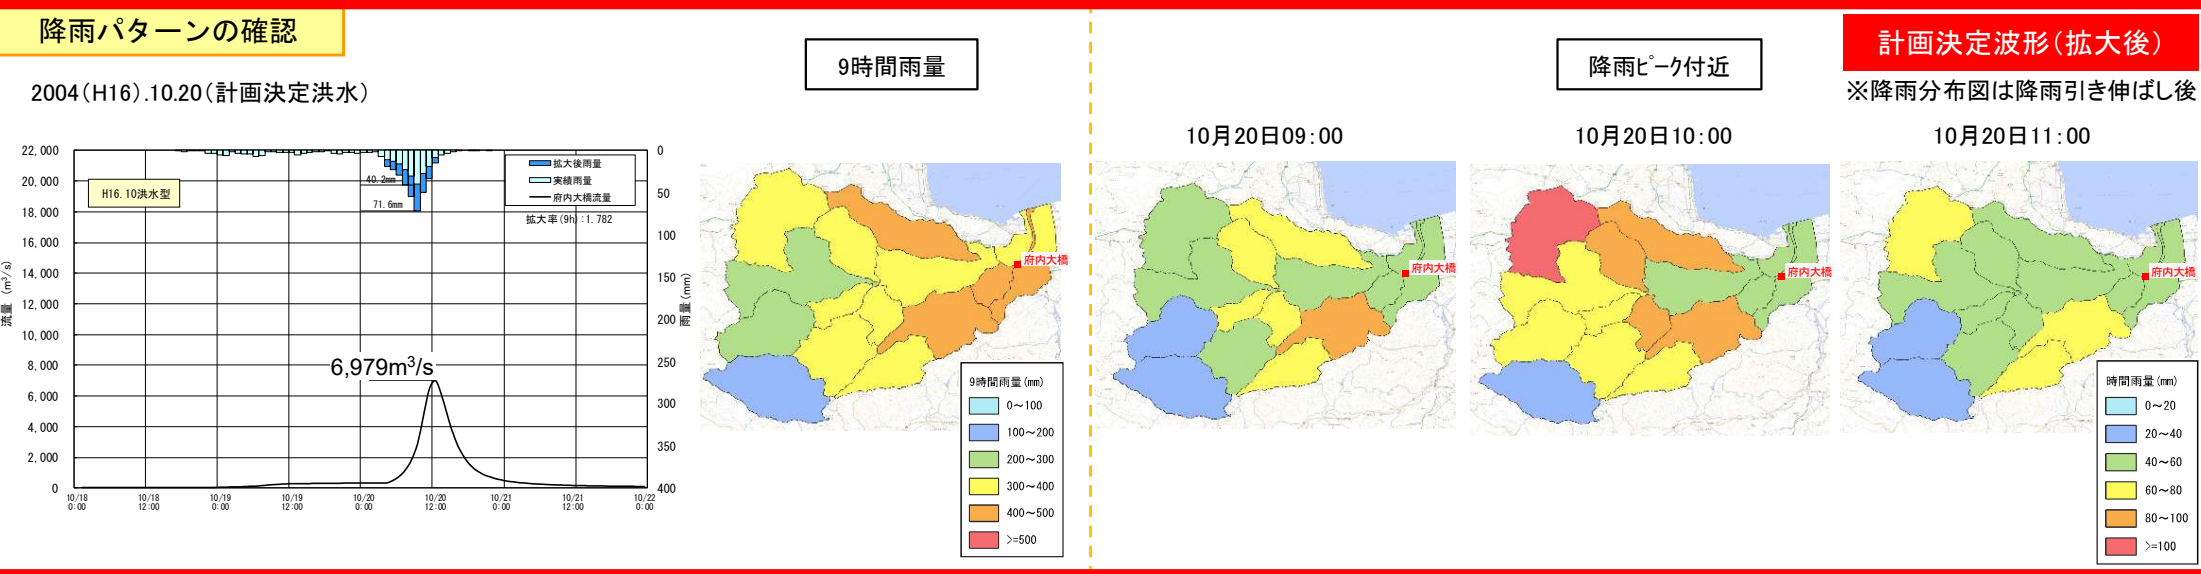 降雨パターンの確認
2004(H16).10.20(計画決定洪水)
9時間雨量
降雨ピーク付近
計画決定波形(拡大後)
※降雨分布図は降雨引き伸ばし後
10月20日09:00
10月20日10:00
10月20日11:00
H16.10洪水型
40.2mm
71.6mm
拡大後雨量
実績雨量
府内大橋流量
拡大率(9h):1.782
6,979m³/s
流量 (m³/s)
22,000
20,000
18,000
16,000
14,000
12,000
10,000
8,000
6,000
4,000
2,000
0
0
50
100
150
200
250
300
350
400
雨量(mm)
10/18 0:00
10/18 12:00
10/19 0:00
10/19 12:00
10/20 0:00
10/20 12:00
10/21 0:00
10/21 12:00
10/22 0:00
府内大橋
府内大橋
府内大橋
府内大橋
9時間雨量(mm)
0~100
100~200
200~300
300~400
400~500
>=500
時間雨量(mm)
0~20
20~40
40~60
60~80
80~100
>=100